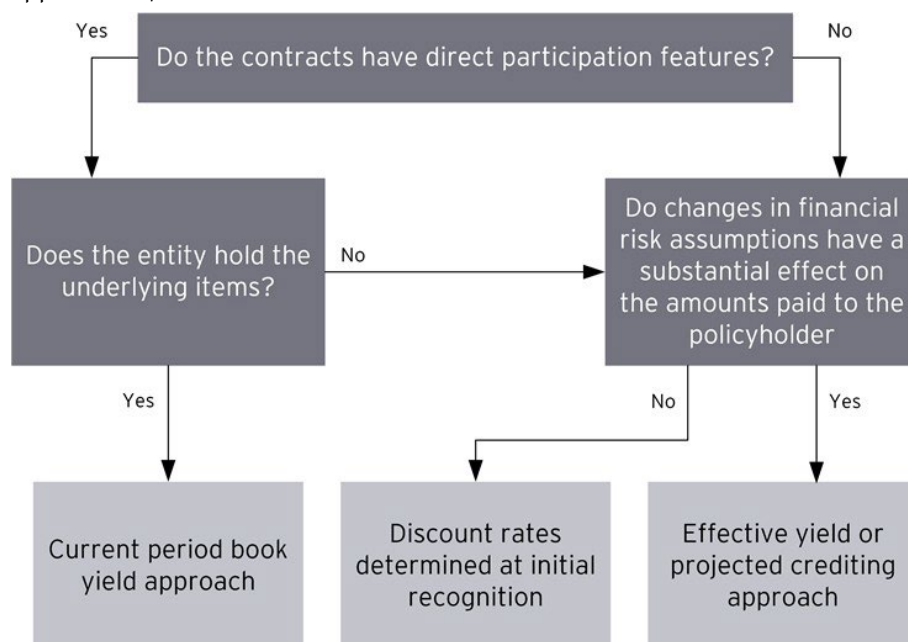 Yes
No
Do the contracts have direct participation features?
Does the entity hold the
underlying items?
No
Do changes in financial
risk assumptions have a
substantial effect on
the amounts paid to the
policyholder
Yes
No
Yes
Current period book
yield approach
Discount rates
determined at initial
recognition
Effective yield or
projected crediting
approach